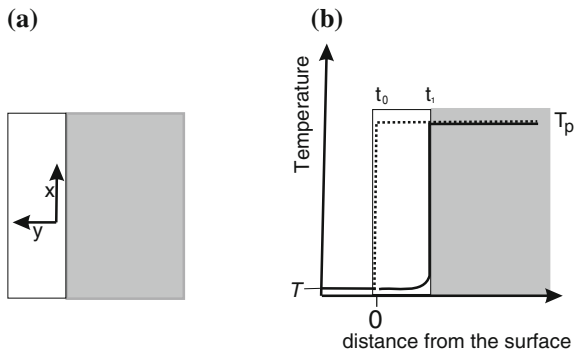 (a)
x
y
(b)
Temperature
t₀
t₁
Tₚ
T
0
distance from the surface